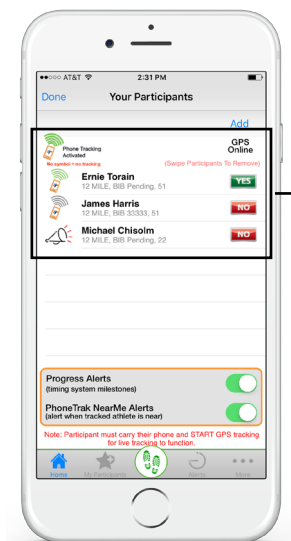 AT&T 2:31 PM
Done Your Participants
Add
Phone Tracking
Activated
No symbol = no tracking
GPS
Online
(Swipe Participants To Remove)
Ernie Torain
12 MILE, BIB Pending, 51
YES
James Harris
12 MILE, BIB 33333, 51
NO
Michael Chisolm
12 MILE, BIB Pending, 22
NO
Progress Alerts
(timing system milestones)
PhoneTrak NearMe Alerts
(alert when tracked athlete is near)
Note: Participant must carry their phone and START GPS tracking
for live tracking to function.
Home My Participants Alerts More